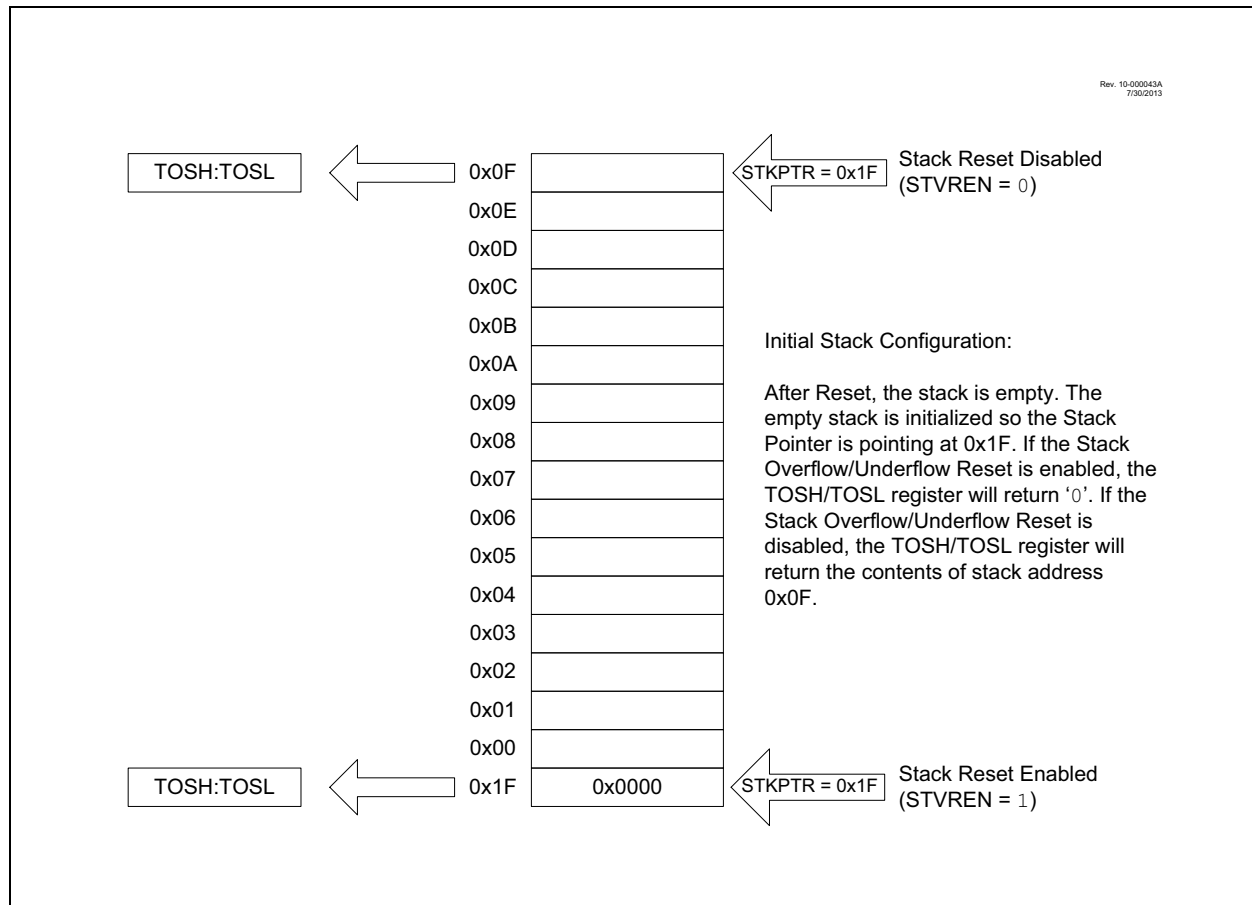 Rev. 10-000043A
7/30/2013
TOSH:TOSL
0x0F
STKPTR = 0x1F
Stack Reset Disabled
(STVREN = 0)
0x0E
0x0D
0x0C
0x0B
0x0A
0x09
0x08
0x07
0x06
0x05
0x04
0x03
0x02
0x01
0x00
Initial Stack Configuration:
After Reset, the stack is empty. The
empty stack is initialized so the Stack
Pointer is pointing at 0x1F. If the Stack
Overflow/Underflow Reset is enabled, the
TOSH/TOSL register will return ‘0’. If the
Stack Overflow/Underflow Reset is
disabled, the TOSH/TOSL register will
return the contents of stack address
0x0F.
TOSH:TOSL
0x1F
0x0000
STKPTR = 0x1F
Stack Reset Enabled
(STVREN = 1)